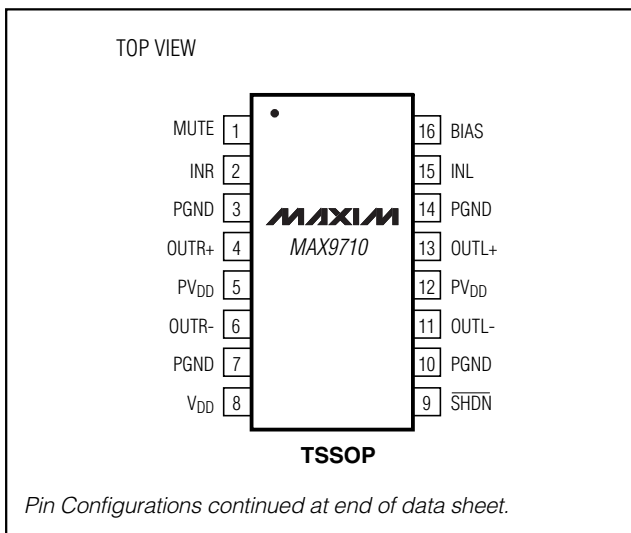 TOP VIEW
MUTE 1 16 BIAS
INR 2 15 INL
PGND 3 MAXIM 14 PGND
OUTR+ 4 MAX9710 13 OUTL+
PVDD 5 12 PVDD
OUTR- 6 11 OUTL-
PGND 7 10 PGND
VDD 8 9 SHDN
TSSOP
Pin Configurations continued at end of data sheet.